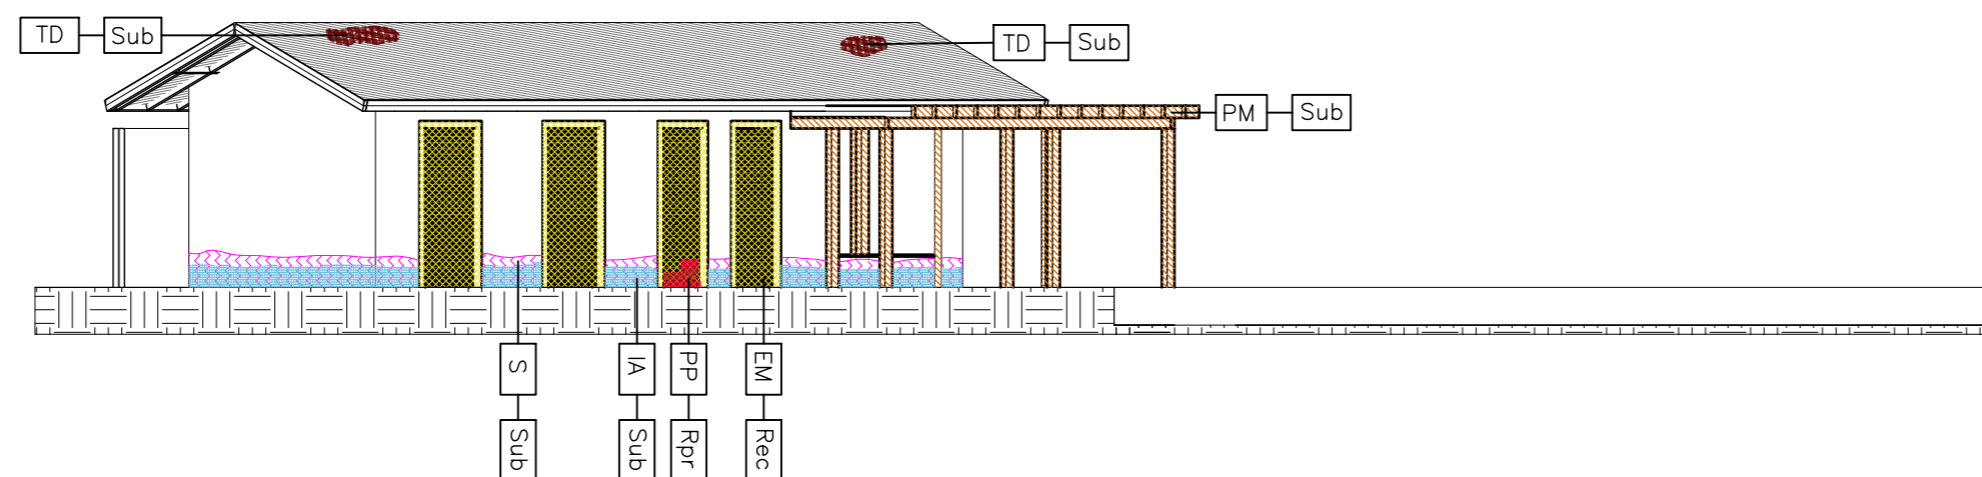 TD Sub
TD Sub
PM Sub
S Sub
IA Sub
PP Rpr
EM Rec